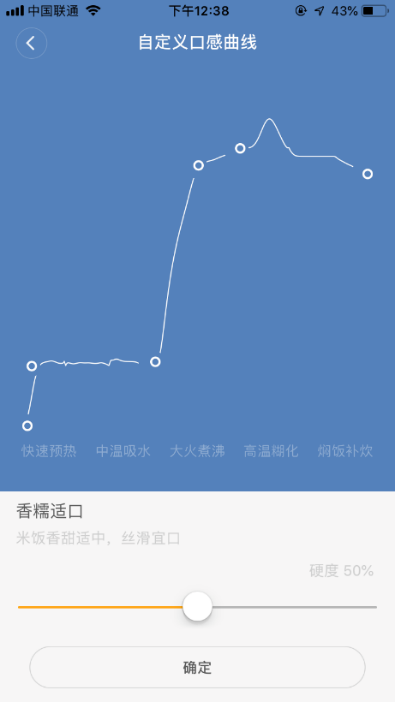 中国联通 下午12:38 43%
自定义口感曲线
快速预热 中温吸水 大火煮沸 高温糊化 焖饭补炊
香糯适口
米饭香甜适中，丝滑宜口
硬度 50%
确定